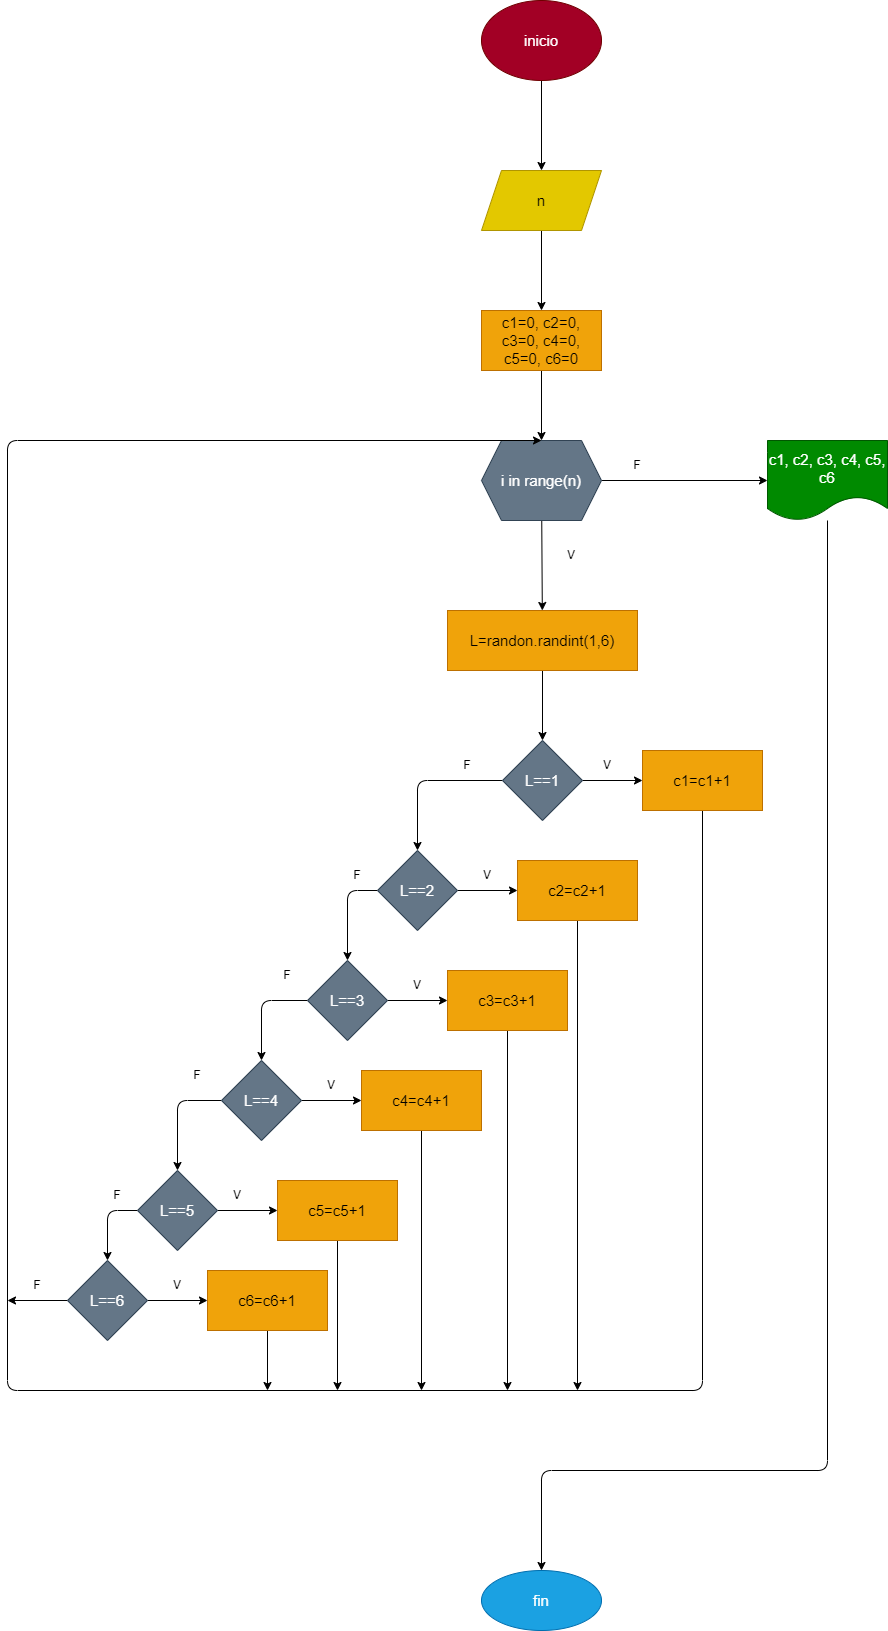 inicio
n
c1=0, c2=0,
c3=0, c4=0,
c5=0, c6=0
i in range(n)
F
c1, c2, c3, c4, c5,
c6
V
L=randon.randint(1,6)
F
L==1
V
c1=c1+1
F
L==2
V
c2=c2+1
F
L==3
V
c3=c3+1
F
L==4
V
c4=c4+1
F
L==5
V
c5=c5+1
F
L==6
V
c6=c6+1
fin